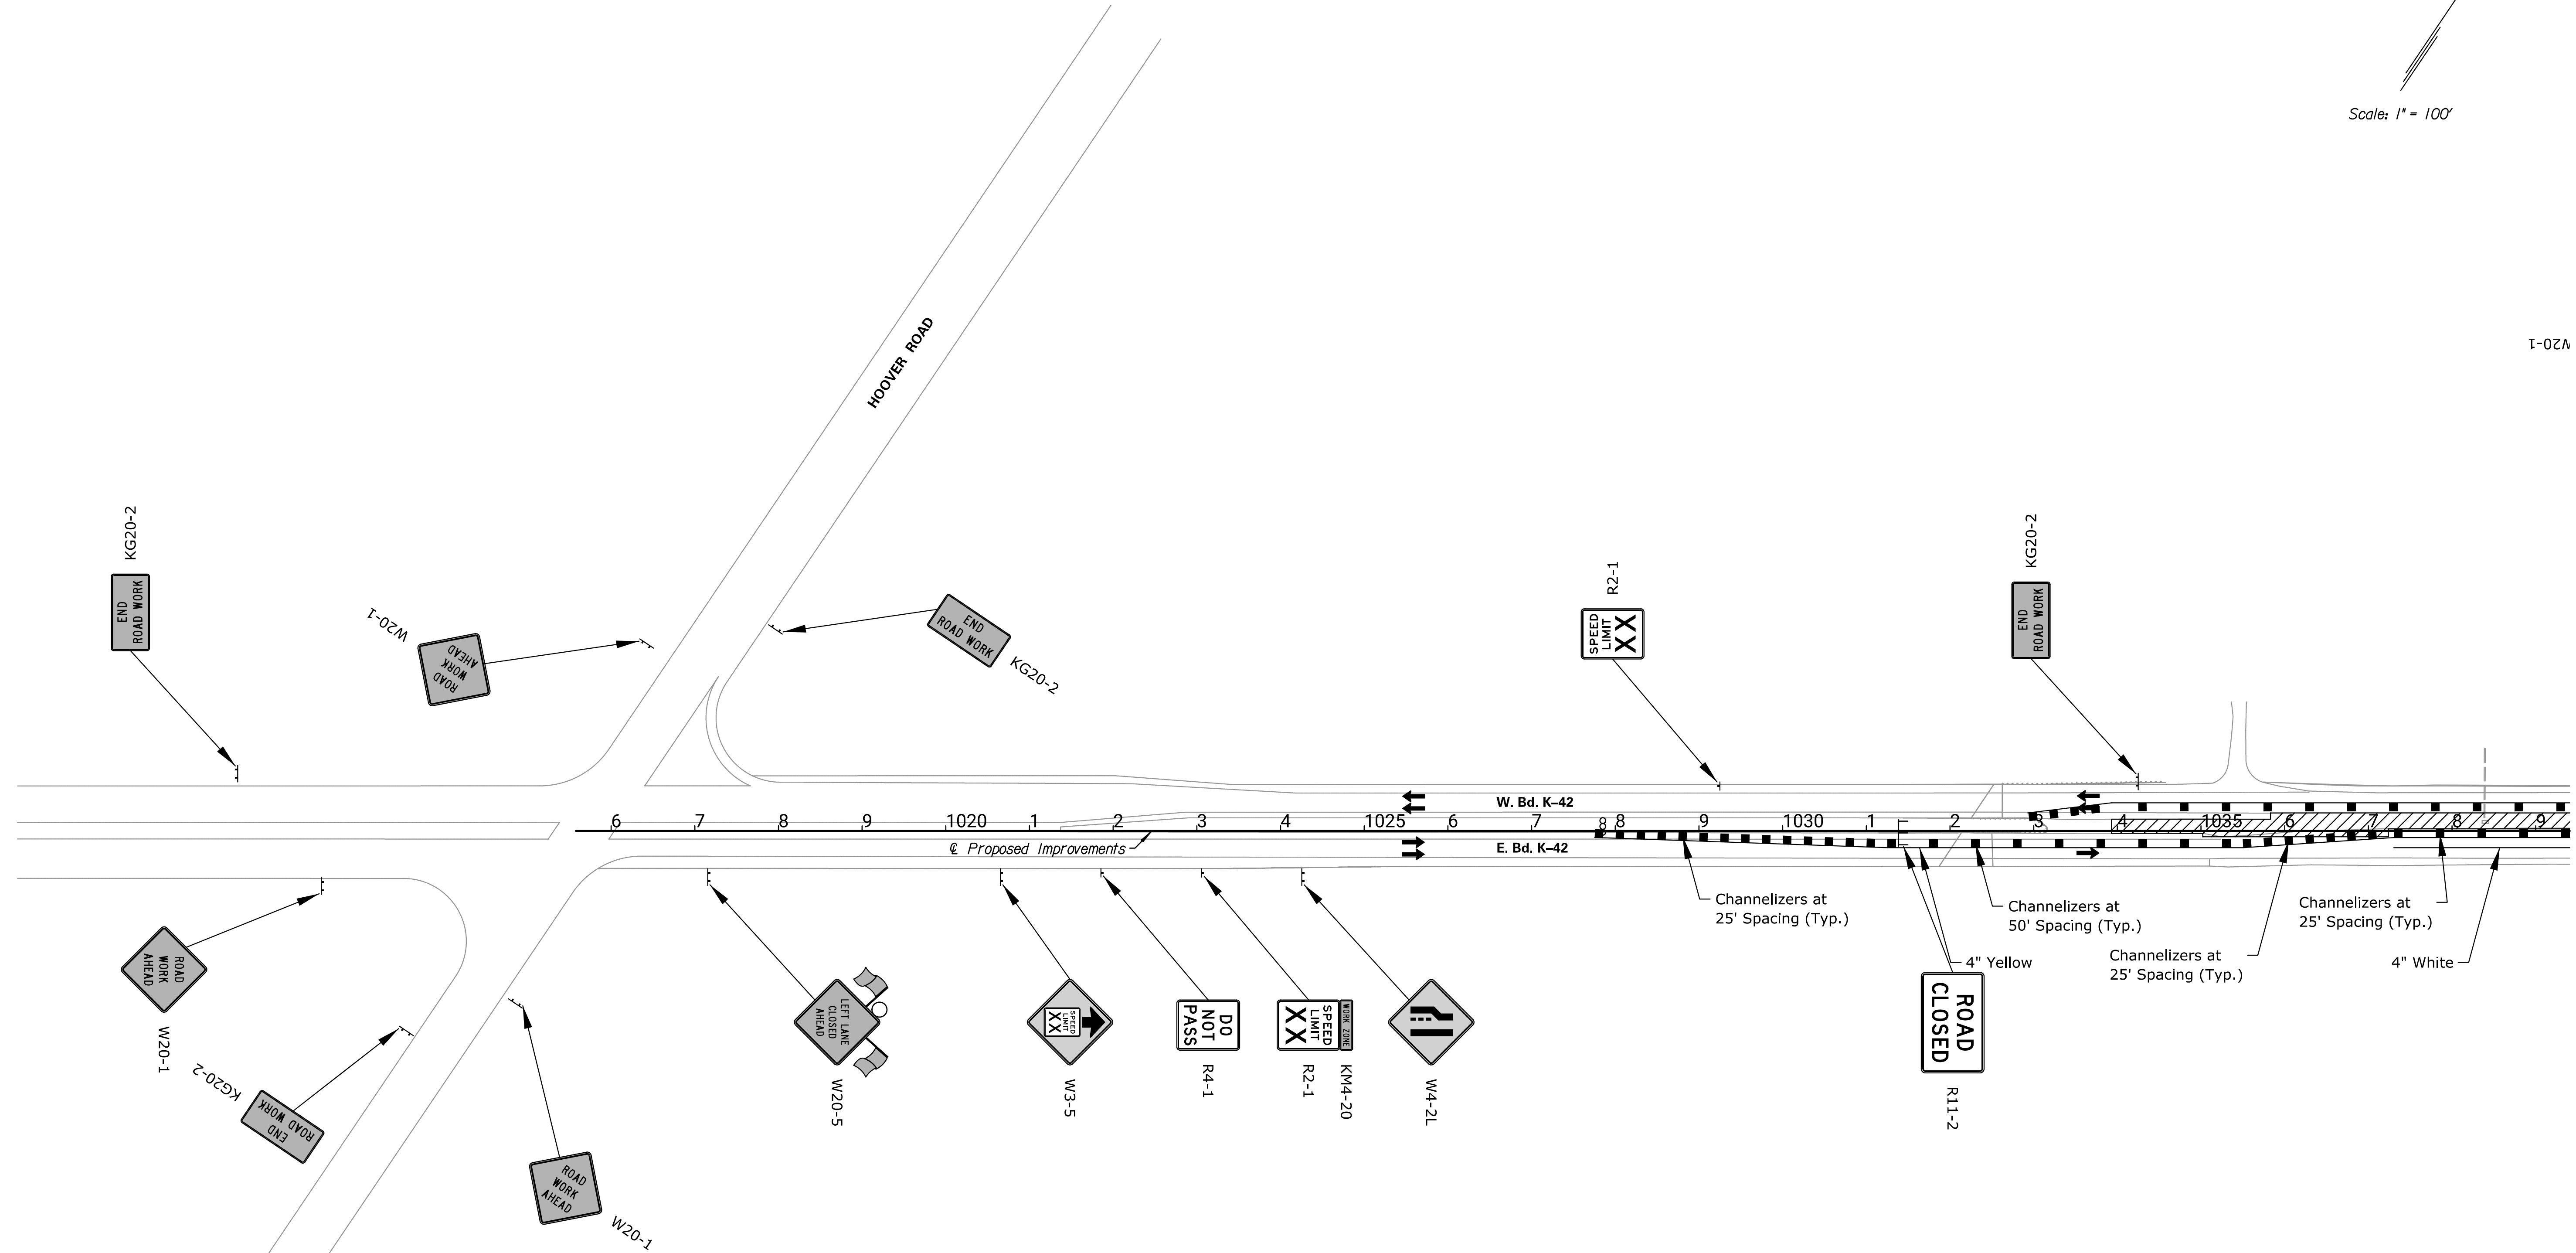 Scale: 1" = 100'
HOOVER ROAD
W20-1
KG20-2
END
ROAD WORK
W20-1
ROAD
WORK
AHEAD
END
ROAD WORK
KG20-2
R2-1
SPEED
LIMIT
XX
KG20-2
END
ROAD WORK
W. Bd. K-42
6 7 8 9 1020 1 2 3 4 1025 6 7 8 8 9 1030 1 2 3 4 1035 6 7 8 9
℄ Proposed Improvements
E. Bd. K-42
Channelizers at
25' Spacing (Typ.)
Channelizers at
50' Spacing (Typ.)
Channelizers at
25' Spacing (Typ.)
Channelizers at
25' Spacing (Typ.)
4" Yellow
4" White
ROAD
WORK
AHEAD
W20-1
KG20-2
END
ROAD WORK
ROAD
WORK
AHEAD
W20-1
LEFT LANE
CLOSED
AHEAD
W20-5
SPEED
LIMIT
XX
W3-5
DO
NOT
PASS
R4-1
WORK ZONE
SPEED
LIMIT
XX
R2-1
KM4-20
W4-2L
ROAD
CLOSED
R11-2